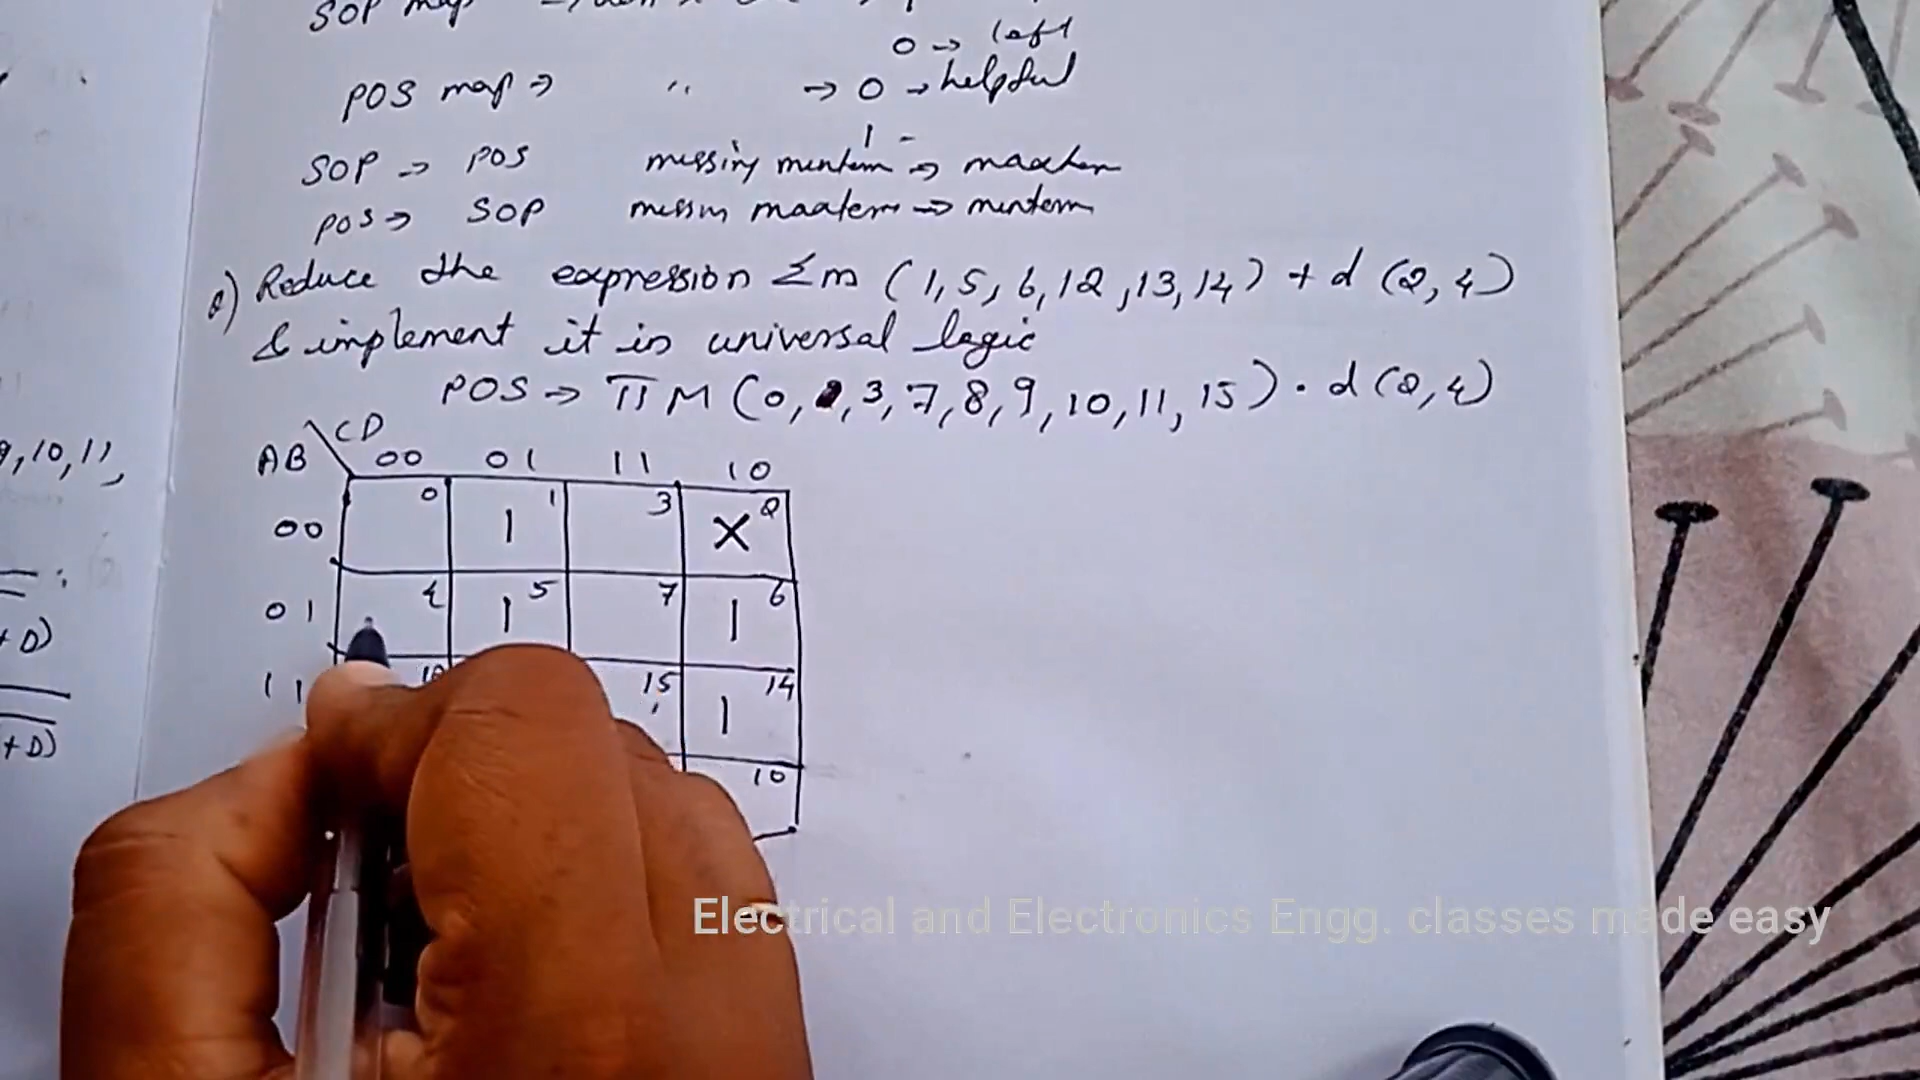 SOP map
0 → left
POS map ⇒ " → 0 → helpful
1 -
SOP → POS missing minterm → maxterm
POS → SOP missing maxterm → minterm
Q) Reduce the expression Σm (1,5,6,12,13,14) + d (2,4)
& implement it in universal logic
POS → ΠM (0, 3,7,8,9,10,11,15) · d (2,4)
9,10,11,
CD
AB 00 01 11 10
0 1 3 2
00 1 X
4 5 7 6
01 1 1
+ D)
12 15 14
11 1
+ D)
10
Electrical and Electronics Engg. classes made easy